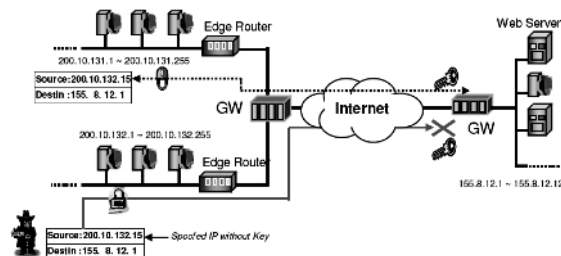 Edge Router
Web Server
200.10.131.1 ~ 200.10.131.255
Source:200.10.132.15
Destin :155. 8. 12. 1
GW
Internet
GW
200.10.132.1 ~ 200.10.132.255
Edge Router
155.8.12.1 ~ 155.8.12.12
Source:200.10.132.15
Destin :155. 8. 12. 1
Spoofed IP without Key